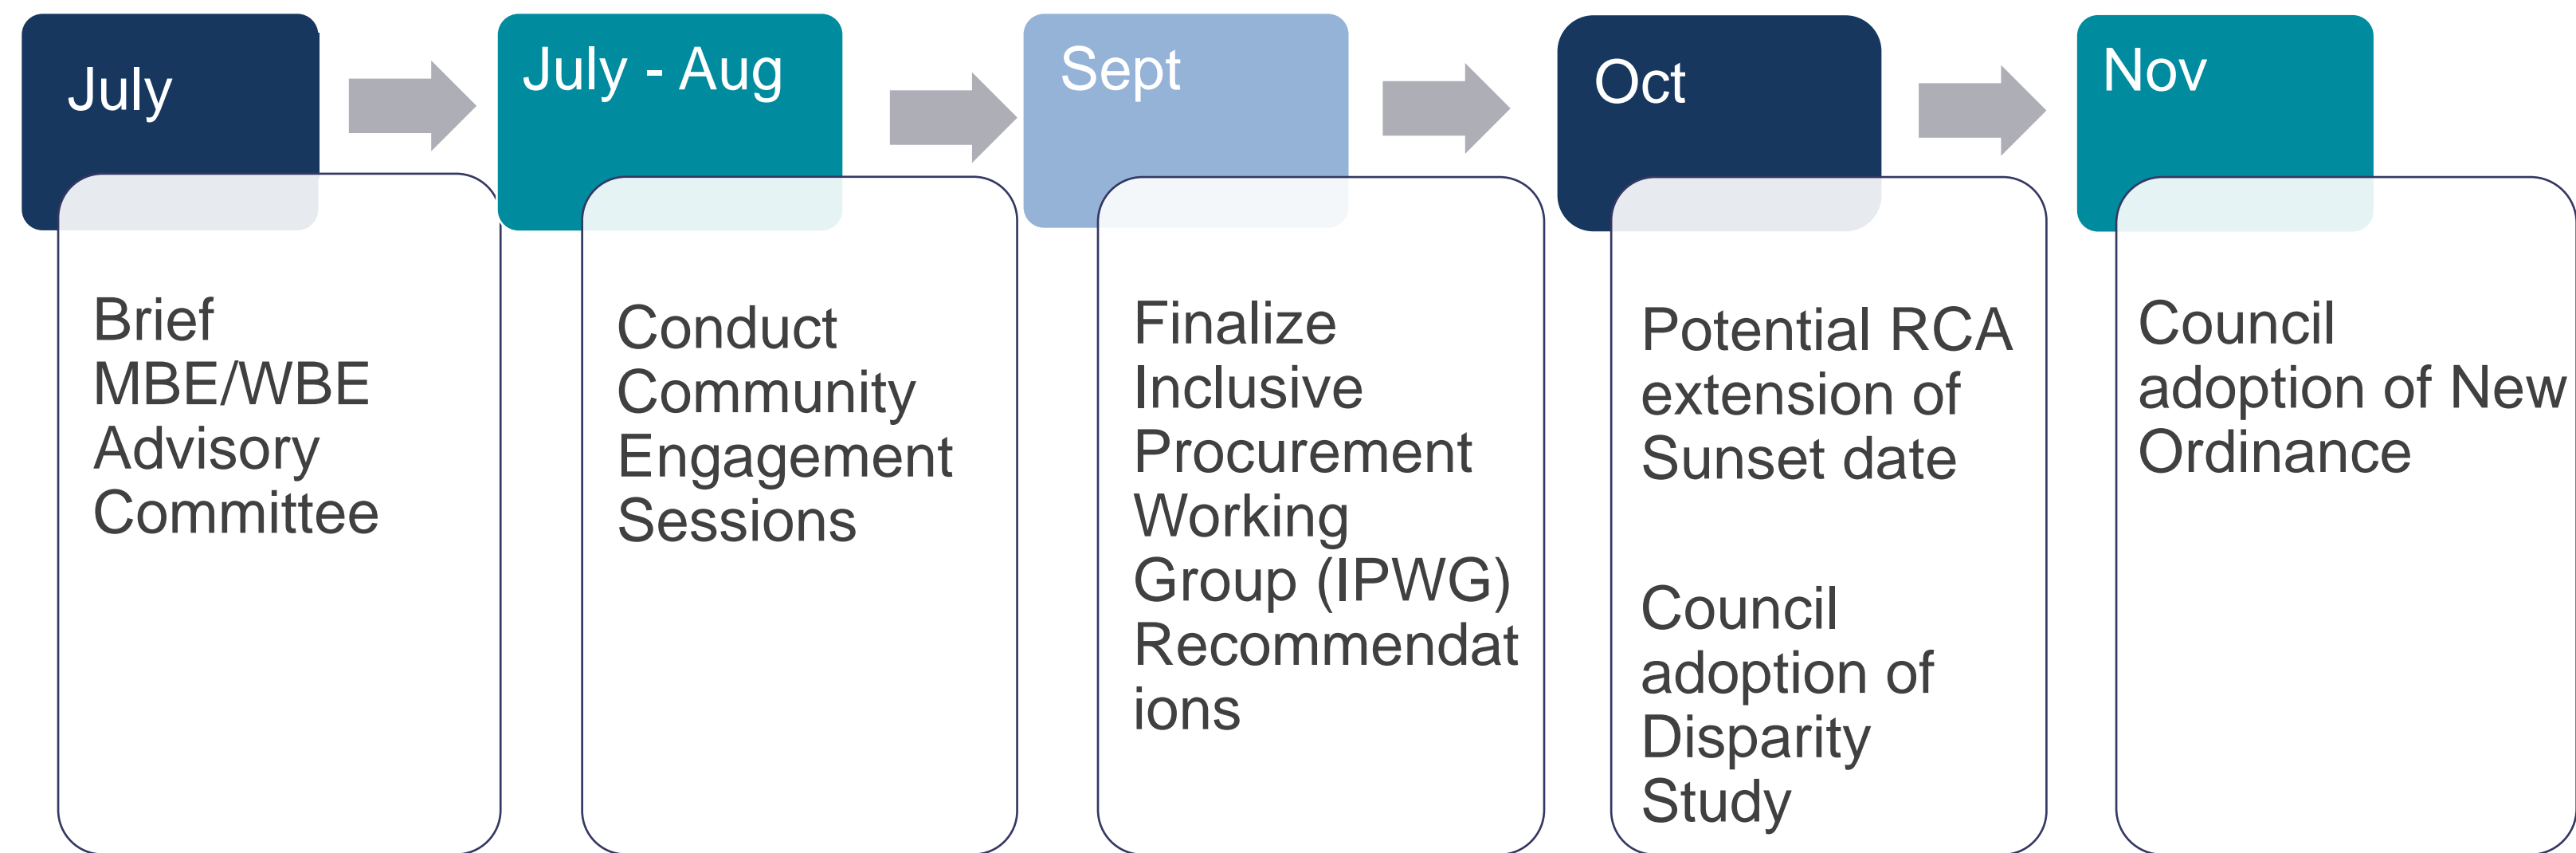 July
Brief
MBE/WBE
Advisory
Committee
July - Aug
Conduct
Community
Engagement
Sessions
Sept
Finalize
Inclusive
Procurement
Working
Group (IPWG)
Recommendat
ions
Oct
Potential RCA
extension of
Sunset date
Council
adoption of
Disparity
Study
Nov
Council
adoption of New
Ordinance